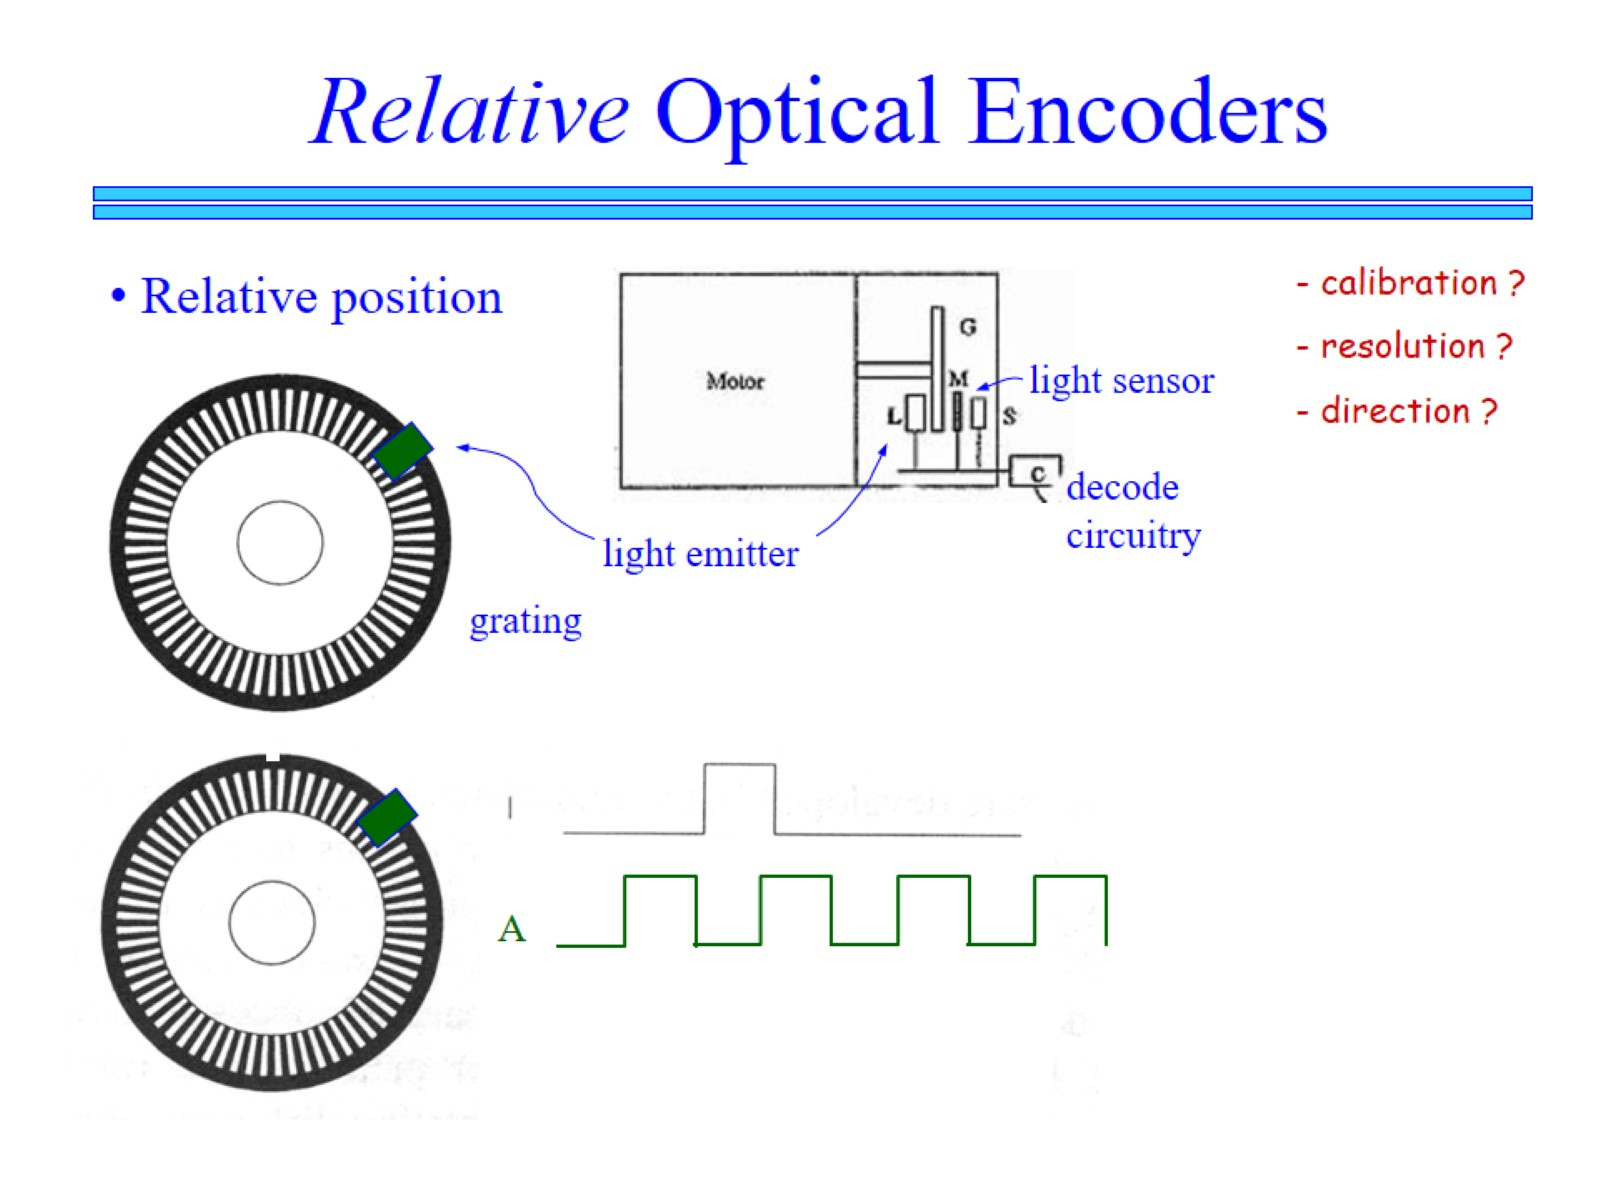 Relative Optical Encoders
• Relative position
- calibration ?
- resolution ?
- direction ?
Motor
G
M
L
S
C
light sensor
decode
circuitry
light emitter
grating
I
A